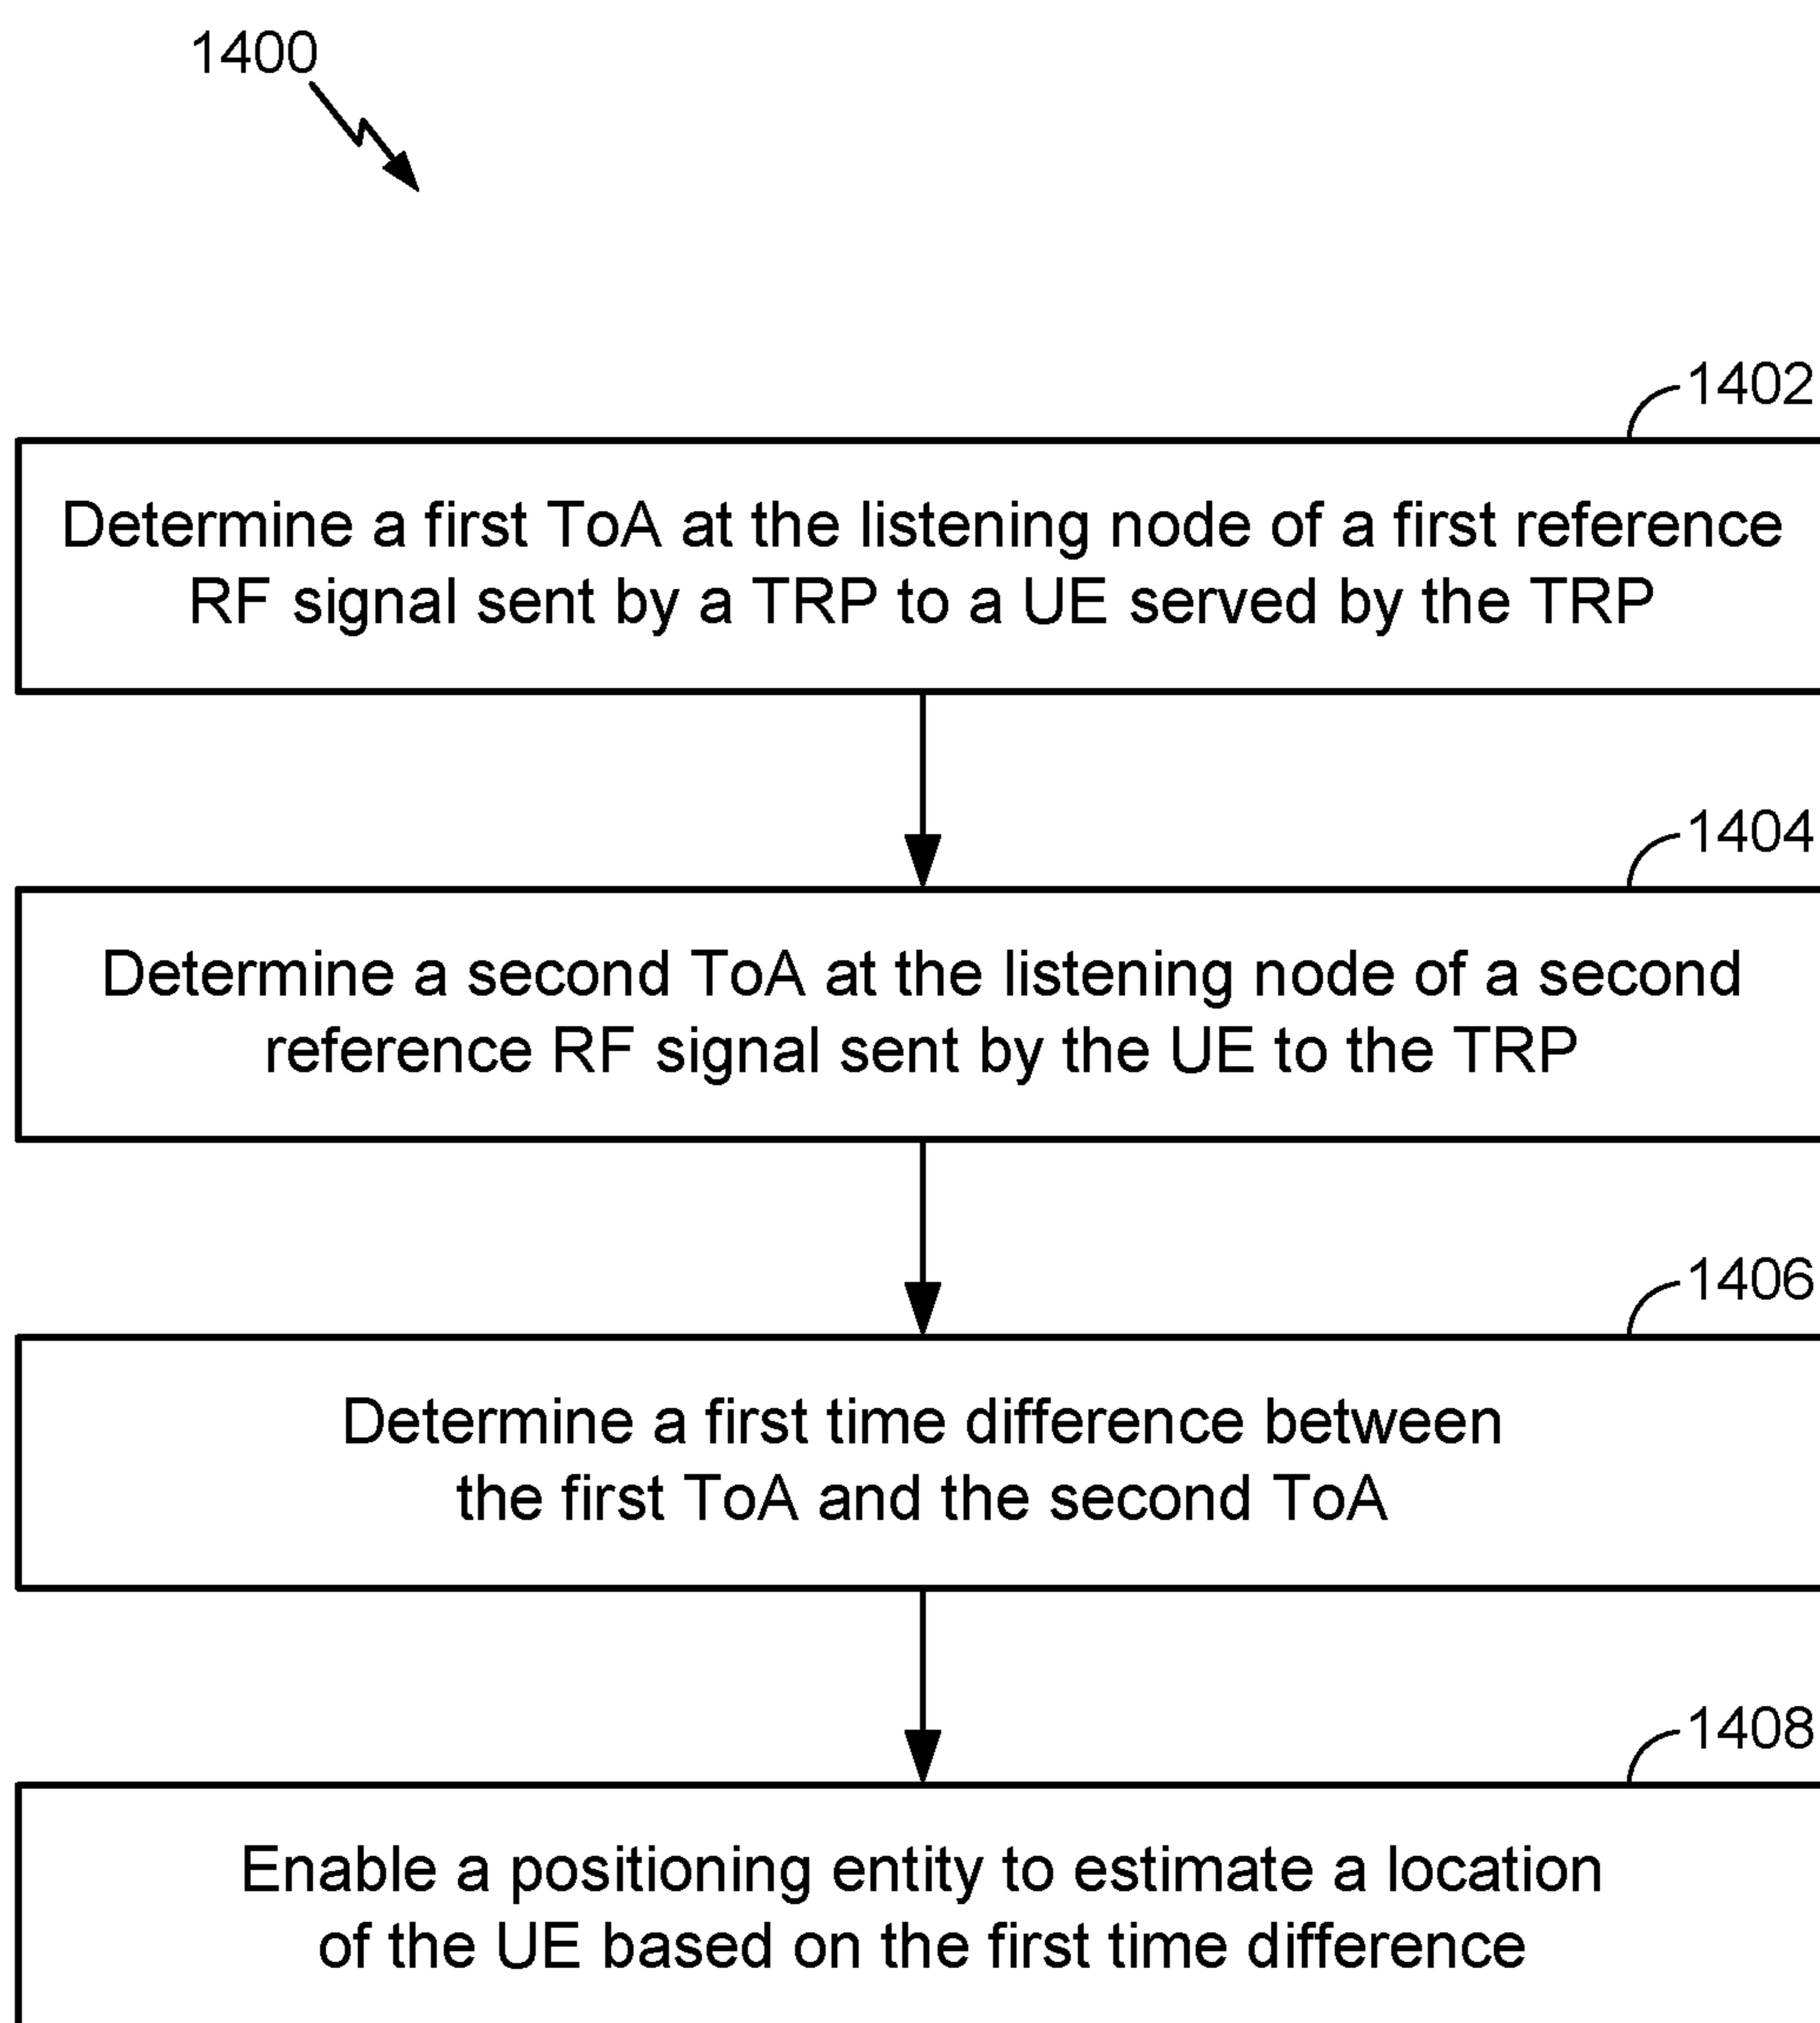 1400
1402
Determine a first ToA at the listening node of a first reference
RF signal sent by a TRP to a UE served by the TRP
1404
Determine a second ToA at the listening node of a second
reference RF signal sent by the UE to the TRP
1406
Determine a first time difference between
the first ToA and the second ToA
1408
Enable a positioning entity to estimate a location
of the UE based on the first time difference